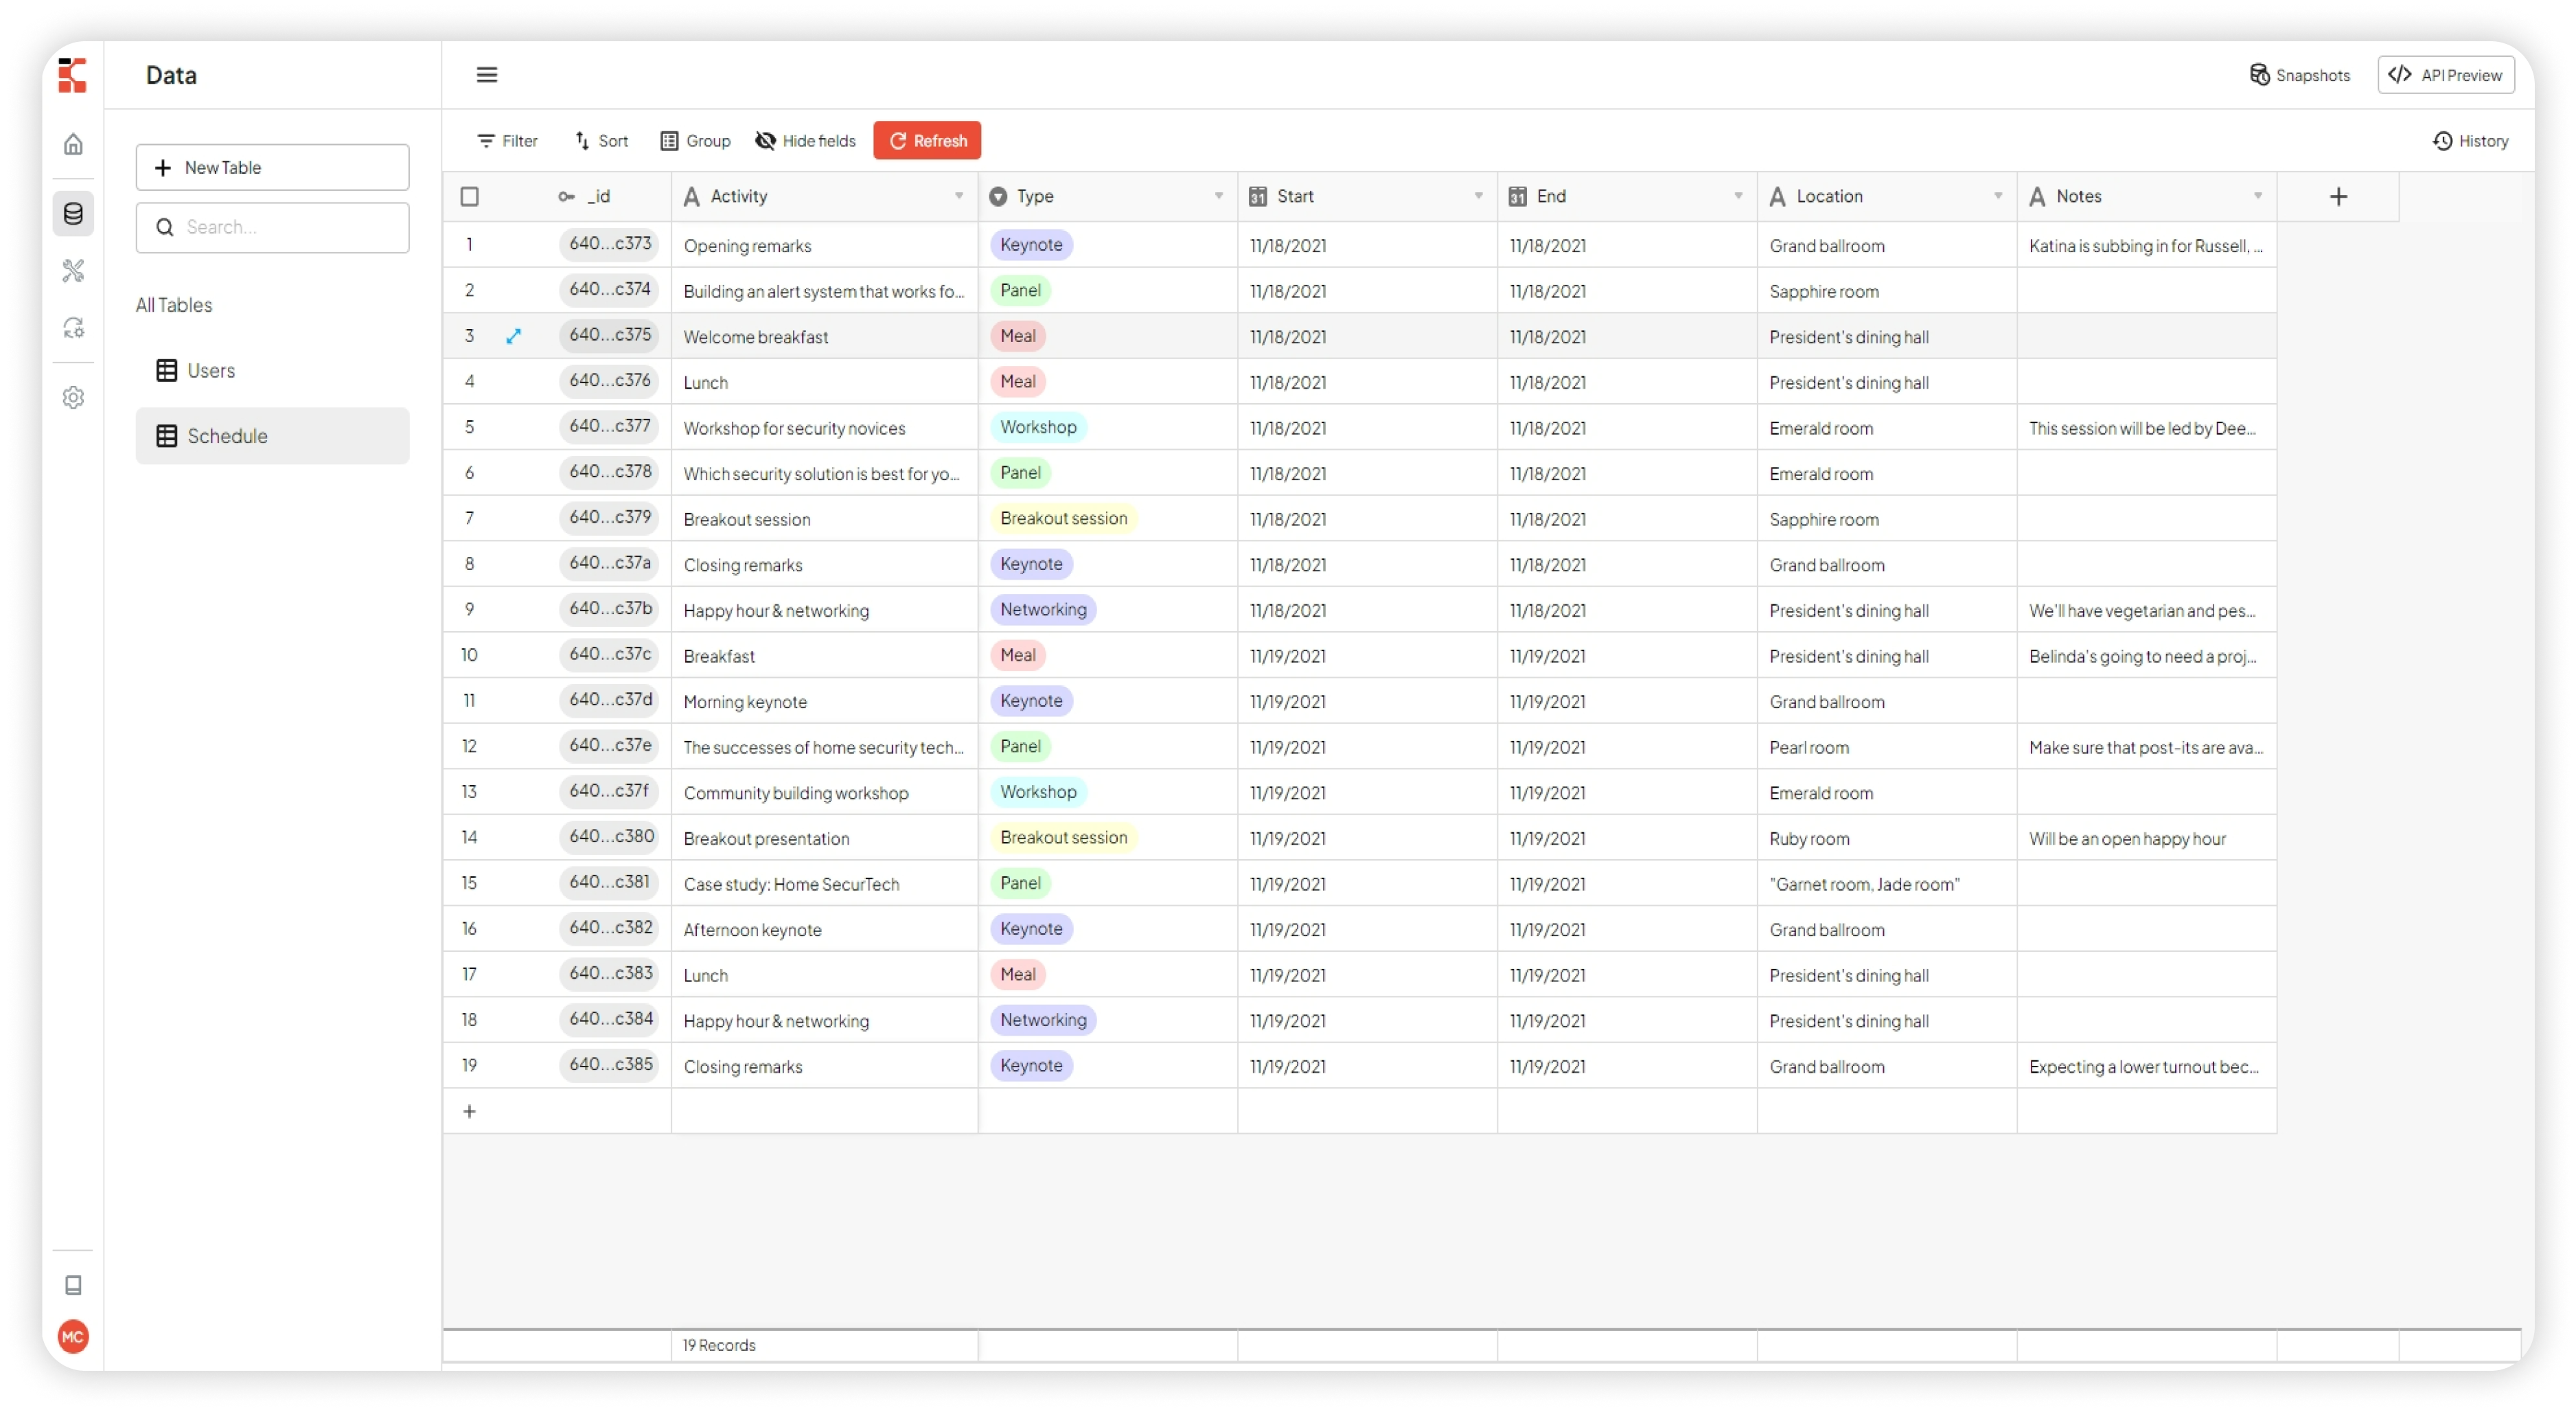 Data
Snapshots
API Preview
New Table
Search...
All Tables
Users
Schedule
Filter Sort Group Hide fields Refresh History
_id Activity Type Start End Location Notes
1 640...c373 Opening remarks Keynote 11/18/2021 11/18/2021 Grand ballroom Katina is subbing in for Russell, ...
2 640...c374 Building an alert system that works fo... Panel 11/18/2021 11/18/2021 Sapphire room
3 640...c375 Welcome breakfast Meal 11/18/2021 11/18/2021 President's dining hall
4 640...c376 Lunch Meal 11/18/2021 11/18/2021 President's dining hall
5 640...c377 Workshop for security novices Workshop 11/18/2021 11/18/2021 Emerald room This session will be led by Dee...
6 640...c378 Which security solution is best for yo... Panel 11/18/2021 11/18/2021 Emerald room
7 640...c379 Breakout session Breakout session 11/18/2021 11/18/2021 Sapphire room
8 640...c37a Closing remarks Keynote 11/18/2021 11/18/2021 Grand ballroom
9 640...c37b Happy hour & networking Networking 11/18/2021 11/18/2021 President's dining hall We'll have vegetarian and pes...
10 640...c37c Breakfast Meal 11/19/2021 11/19/2021 President's dining hall Belinda's going to need a proj...
11 640...c37d Morning keynote Keynote 11/19/2021 11/19/2021 Grand ballroom
12 640...c37e The successes of home security tech... Panel 11/19/2021 11/19/2021 Pearl room Make sure that post-its are ava...
13 640...c37f Community building workshop Workshop 11/19/2021 11/19/2021 Emerald room
14 640...c380 Breakout presentation Breakout session 11/19/2021 11/19/2021 Ruby room Will be an open happy hour
15 640...c381 Case study: Home SecurTech Panel 11/19/2021 11/19/2021 "Garnet room, Jade room"
16 640...c382 Afternoon keynote Keynote 11/19/2021 11/19/2021 Grand ballroom
17 640...c383 Lunch Meal 11/19/2021 11/19/2021 President's dining hall
18 640...c384 Happy hour & networking Networking 11/19/2021 11/19/2021 President's dining hall
19 640...c385 Closing remarks Keynote 11/19/2021 11/19/2021 Grand ballroom Expecting a lower turnout bec...
19 Records
MC